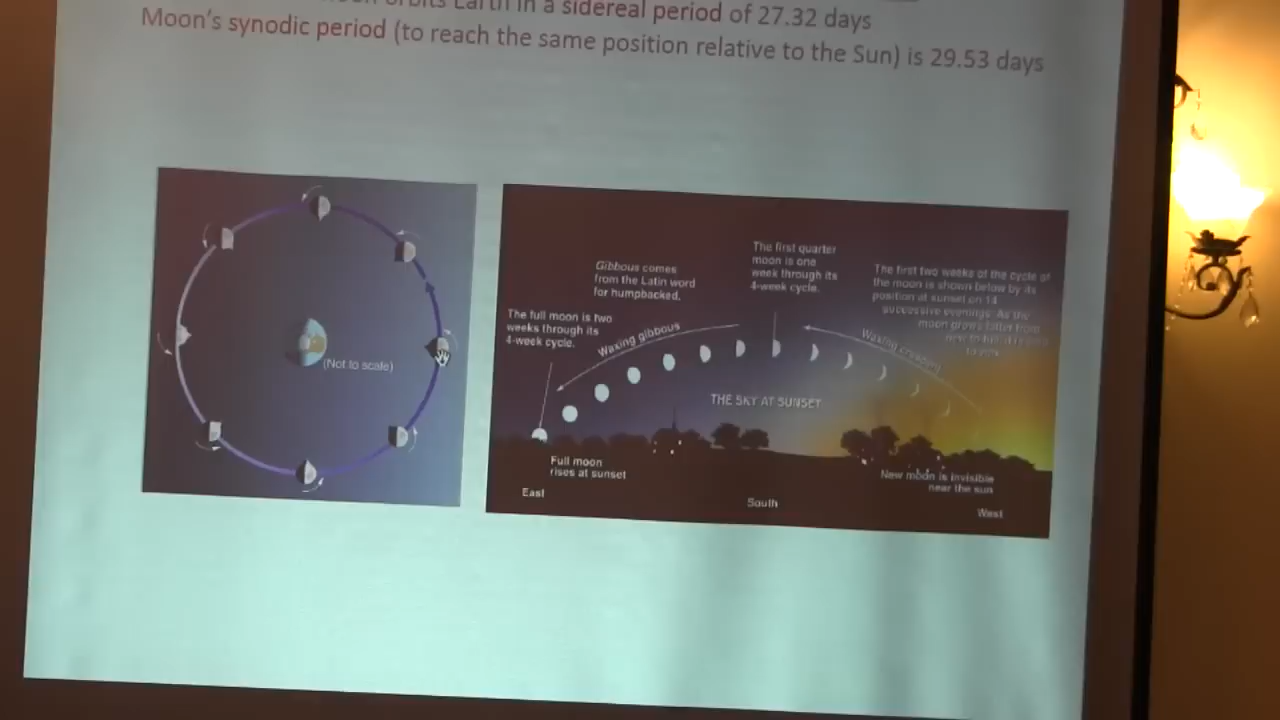 orbits Earth in a sidereal period of 27.32 days
Moon's synodic period (to reach the same position relative to the Sun) is 29.53 days
(Not to scale)
The full moon is two
weeks through its
4-week cycle.
Gibbous comes
from the Latin word
for humpbacked.
The first quarter
moon is one
week through its
4-week cycle.
The first two weeks of the cycle of
the moon is shown below by its
position at sunset on 14
successive evenings. As the
moon grows fatter from
new to full
Waxing gibbous
Waxing crescent
THE SKY AT SUNSET
Full moon
rises at sunset
New moon is invisible
near the sun
East
South
West